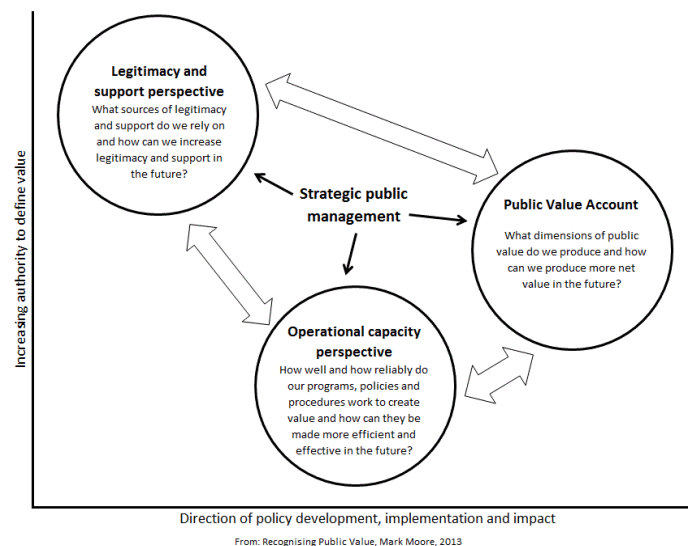 Legitimacy and
support perspective
What sources of legitimacy
and support do we rely on
and how can we increase
legitimacy and support in
the future?
Strategic public
management
Public Value Account
What dimensions of public
value do we produce and how
can we produce more net
value in the future?
Operational capacity
perspective
How well and how reliably do
our programs, policies and
procedures work to create
value and how can they be
made more efficient and
effective in the future?
Increasing authority to define value
Direction of policy development, implementation and impact
From: Recognising Public Value, Mark Moore, 2013